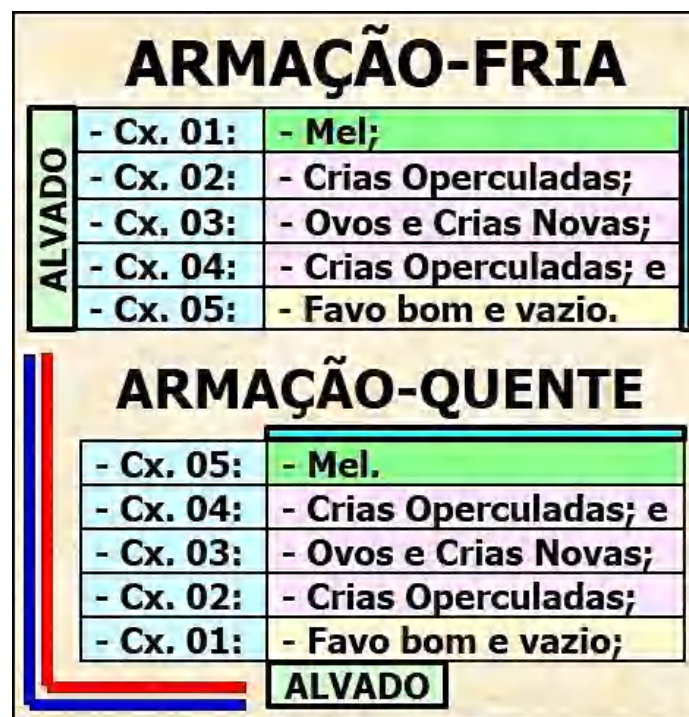 ARMAÇÃO-FRIA
ALVADO
- Cx. 01: - Mel;
- Cx. 02: - Crias Operculadas;
- Cx. 03: - Ovos e Crias Novas;
- Cx. 04: - Crias Operculadas; e
- Cx. 05: - Favo bom e vazio.
ARMAÇÃO-QUENTE
- Cx. 05: - Mel.
- Cx. 04: - Crias Operculadas; e
- Cx. 03: - Ovos e Crias Novas;
- Cx. 02: - Crias Operculadas;
- Cx. 01: - Favo bom e vazio;
ALVADO